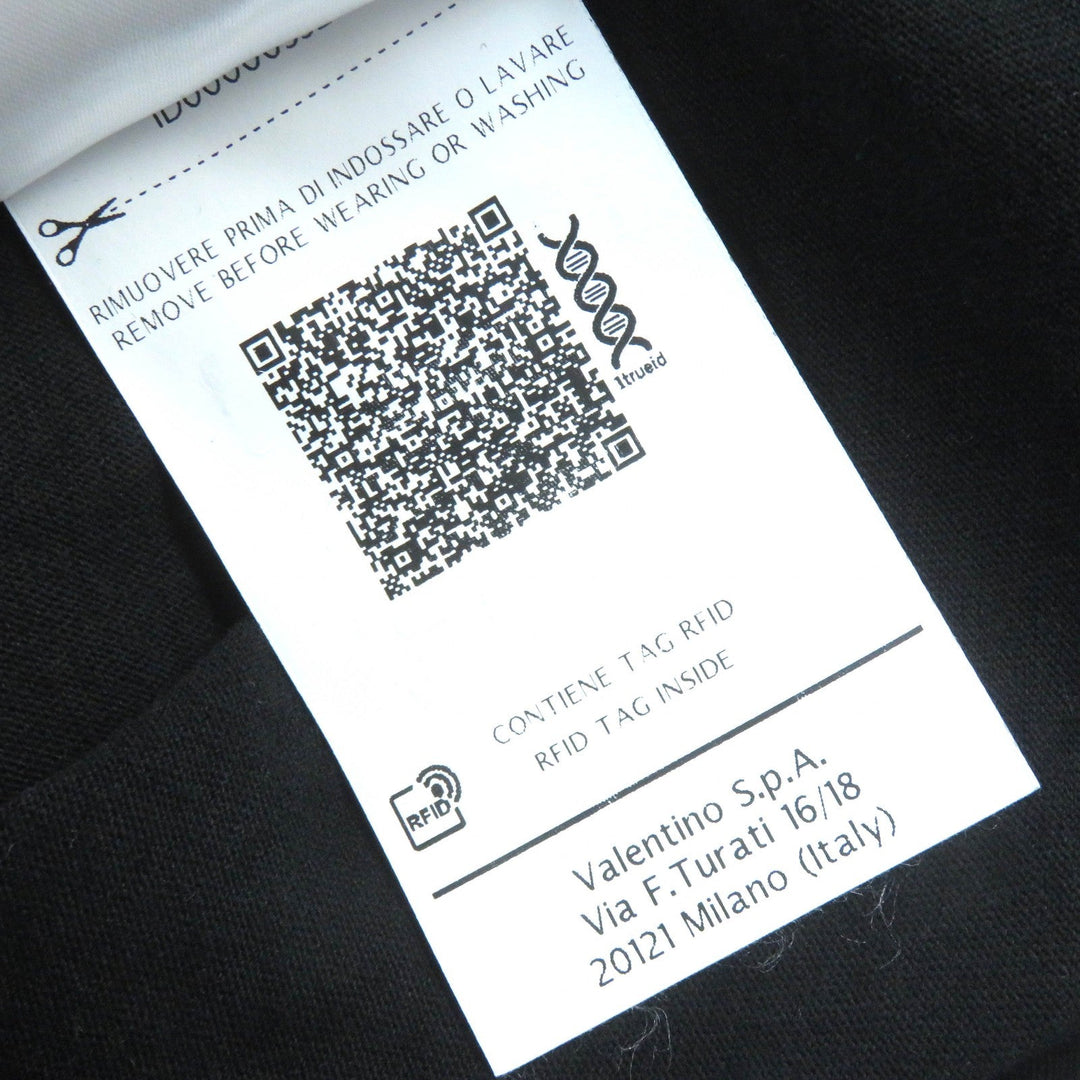 RIMUOVERE PRIMA DI INDOSSARE O LAVARE
REMOVE BEFORE WEARING OR WASHING
1trueid
CONTIENE TAG RFID
RFID TAG INSIDE
RFID
Valentino S.p.A.
Via F.Turati 16/18
20121 Milano (Italy)